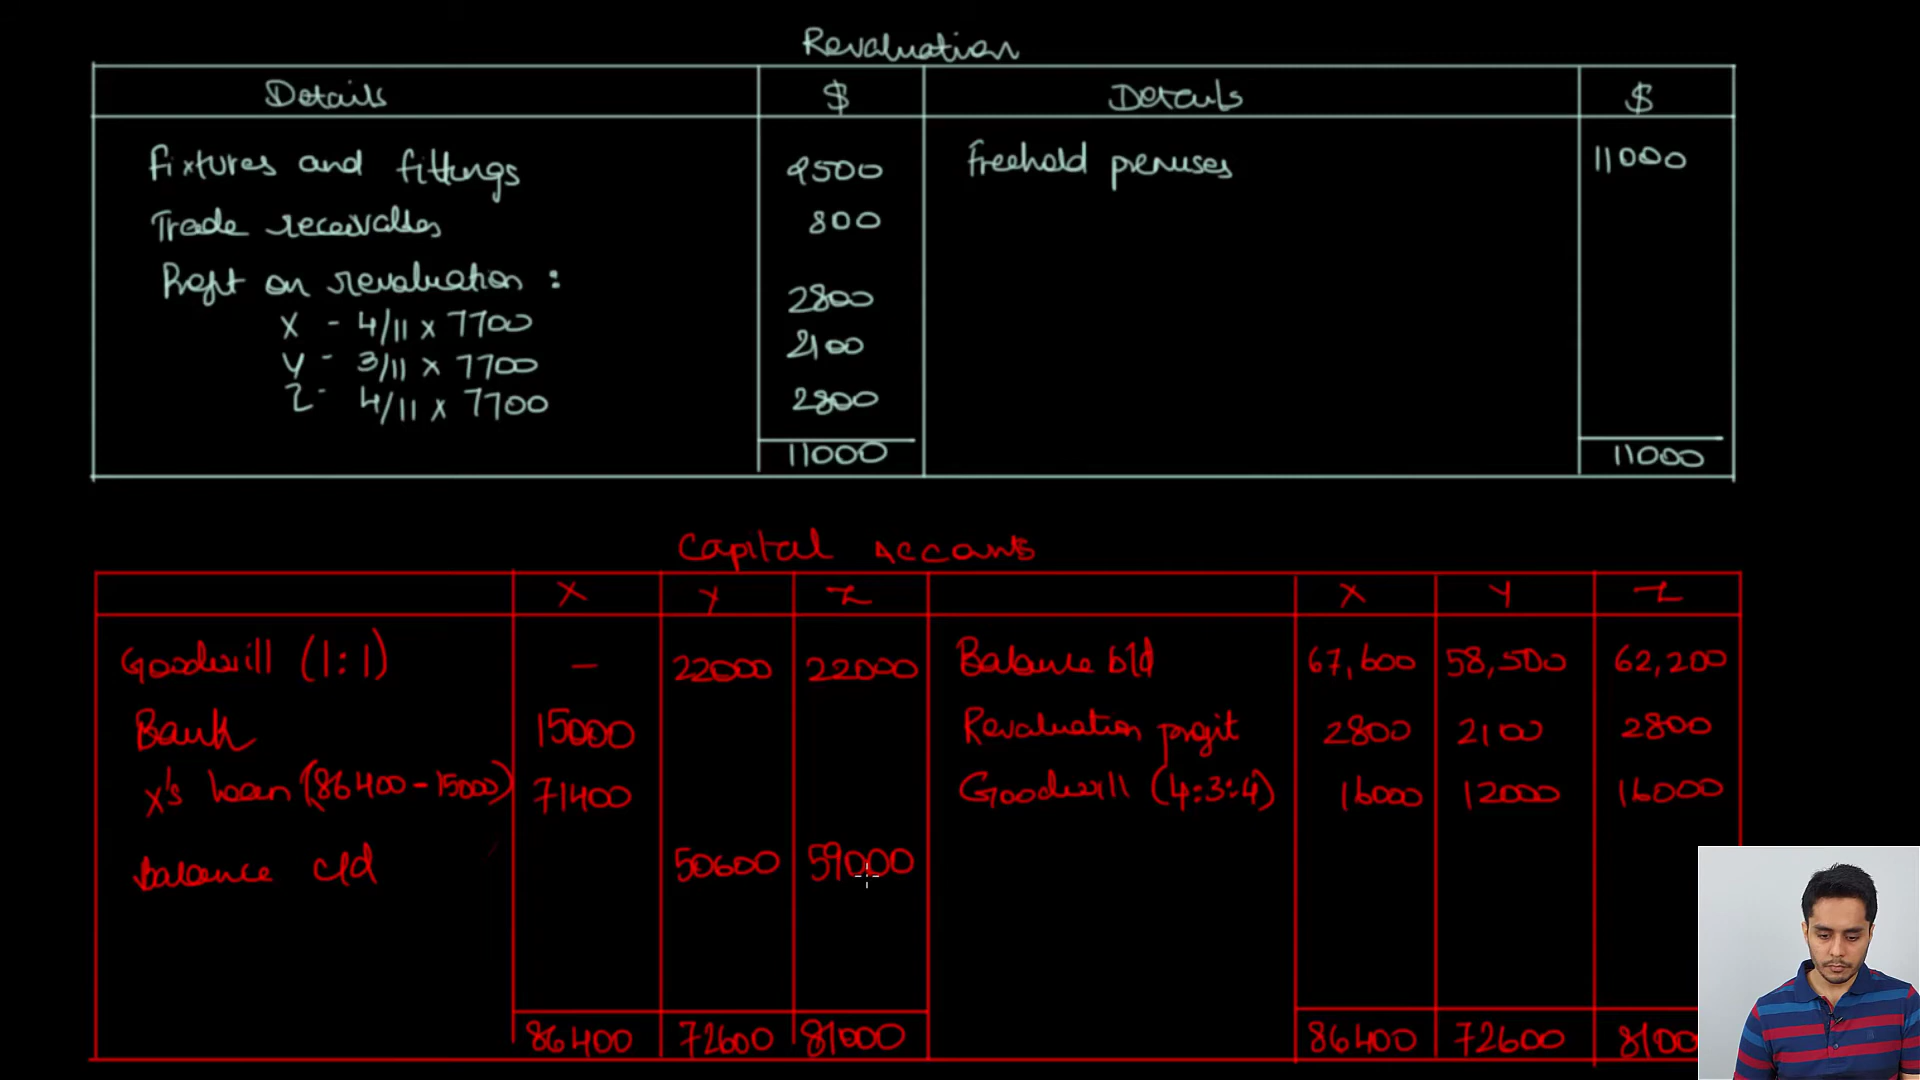 Revaluation
Details $ Details $
Fixtures and fittings 2500 Freehold premises 11000
Trade receivables 800
Profit on revaluation :
X - 4/11 x 7700 2800
Y - 3/11 x 7700 2100
Z - 4/11 x 7700 2800
11000 11000
Capital Accounts
X Y Z X Y Z
Goodwill (1:1) - 22000 22000 Balance b/d 67,600 58,500 62,200
Bank 15000 Revaluation profit 2800 2100 2800
X's loan (86400-15000) 71400 Goodwill (4:3:4) 16000 12000 16000
Balance c/d 50600 59000
86400 72600 81000 86400 72600